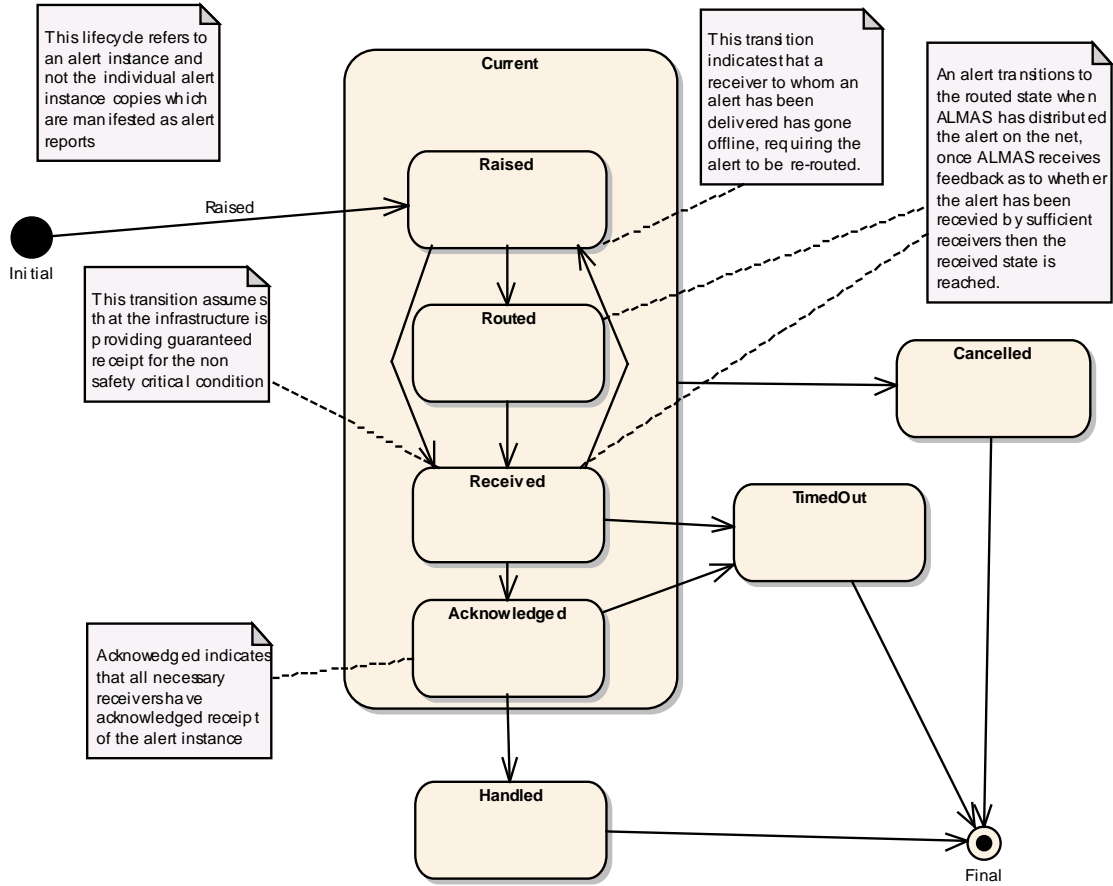 This lifecycle refers to
an alert instance and
not the individual alert
instance copies which
are manifested as alert
reports
Current
This transition
indicates that a
receiver to whom an
alert has been
delivered has gone
offline, requiring the
alert to be re-routed.
An alert transitions to
the routed state when
ALMAS has distributed
the alert on the net,
once ALMAS receives
feedback as to whether
the alert has been
recevied by sufficient
receivers then the
received state is
reached.
Raised
Raised
Initial
This transition assumes
that the infrastructure is
providing guaranteed
receipt for the non
safety critical condition
Routed
Cancelled
Received
TimedOut
Acknowledged
Acknowedged indicates
that all necessary
receivers have
acknowledged receipt
of the alert instance
Handled
Final